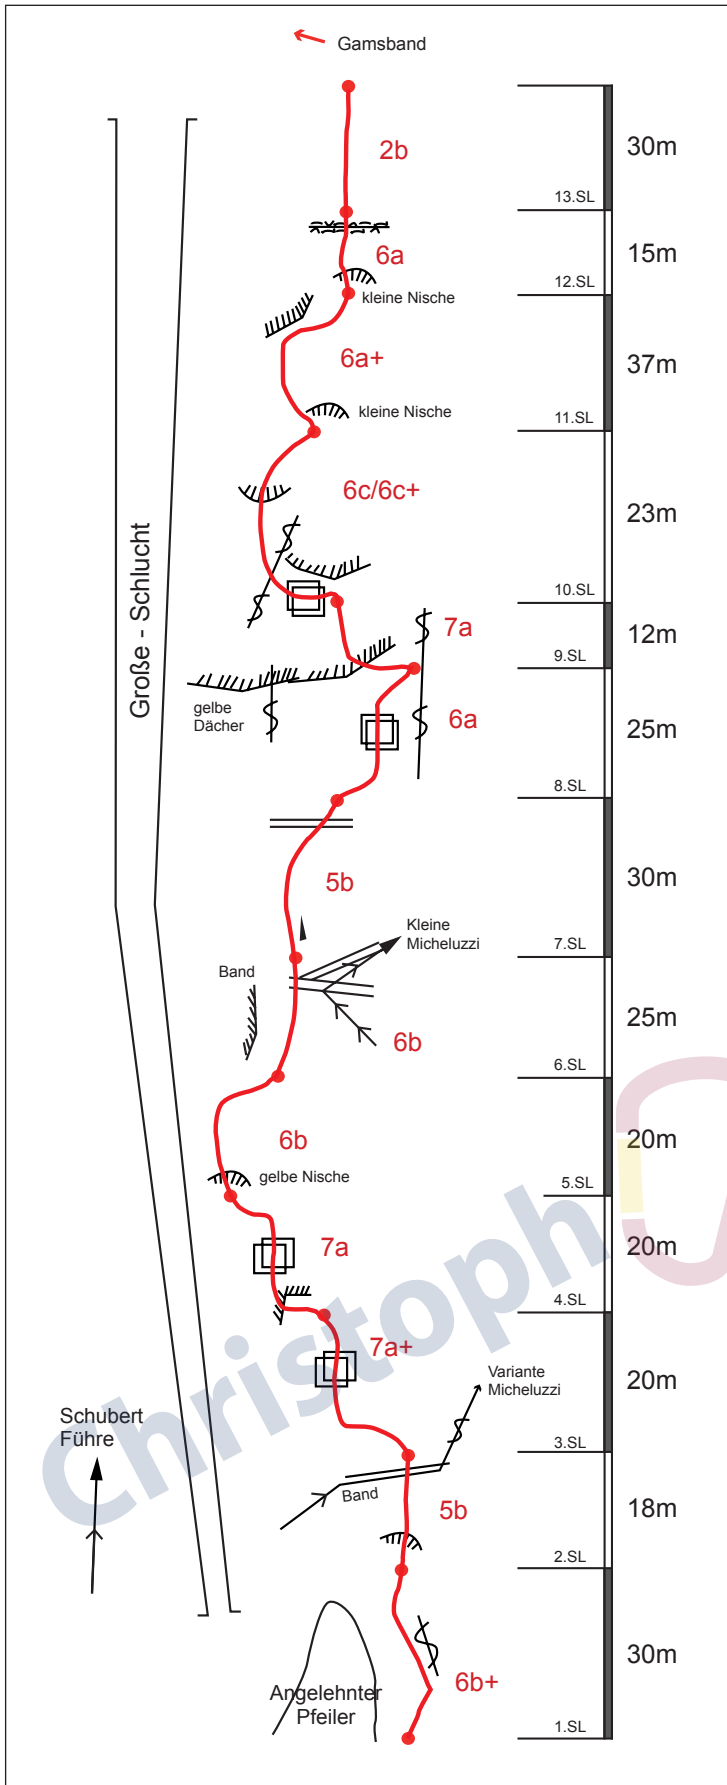 Gamsband
2b
30m
13.SL
6a
15m
12.SL
kleine Nische
6a+
37m
kleine Nische
11.SL
6c/6c+
23m
Große - Schlucht
10.SL
7a
12m
9.SL
gelbe
Dächer
6a
25m
8.SL
5b
30m
Kleine
Micheluzzi
7.SL
Band
25m
6b
6.SL
6b
20m
gelbe Nische
5.SL
7a
20m
4.SL
7a+
Variante
Micheluzzi
20m
Christoph
Schubert
Führe
3.SL
Band
5b
18m
2.SL
30m
6b+
Angelehnter
Pfeiler
1.SL